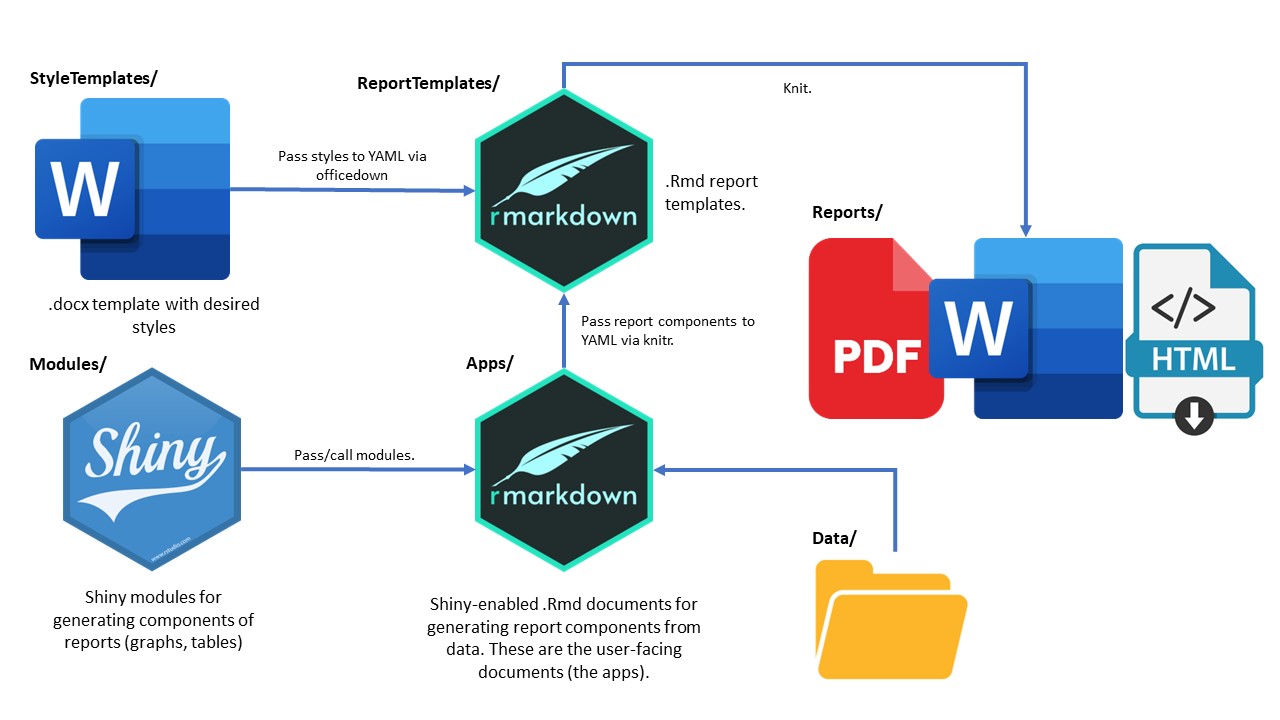 StyleTemplates/
W
.docx template with desired
styles
Pass styles to YAML via
officedown
ReportTemplates/
rmarkdown
.Rmd report
templates.
Knit.
Reports/
PDF
W
</>
HTML
Pass report components to
YAML via knitr.
Modules/
Shiny
www.rstudio.com
Shiny modules for
generating components of
reports (graphs, tables)
Pass/call modules.
Apps/
rmarkdown
Shiny-enabled .Rmd documents for
generating report components from
data. These are the user-facing
documents (the apps).
Data/